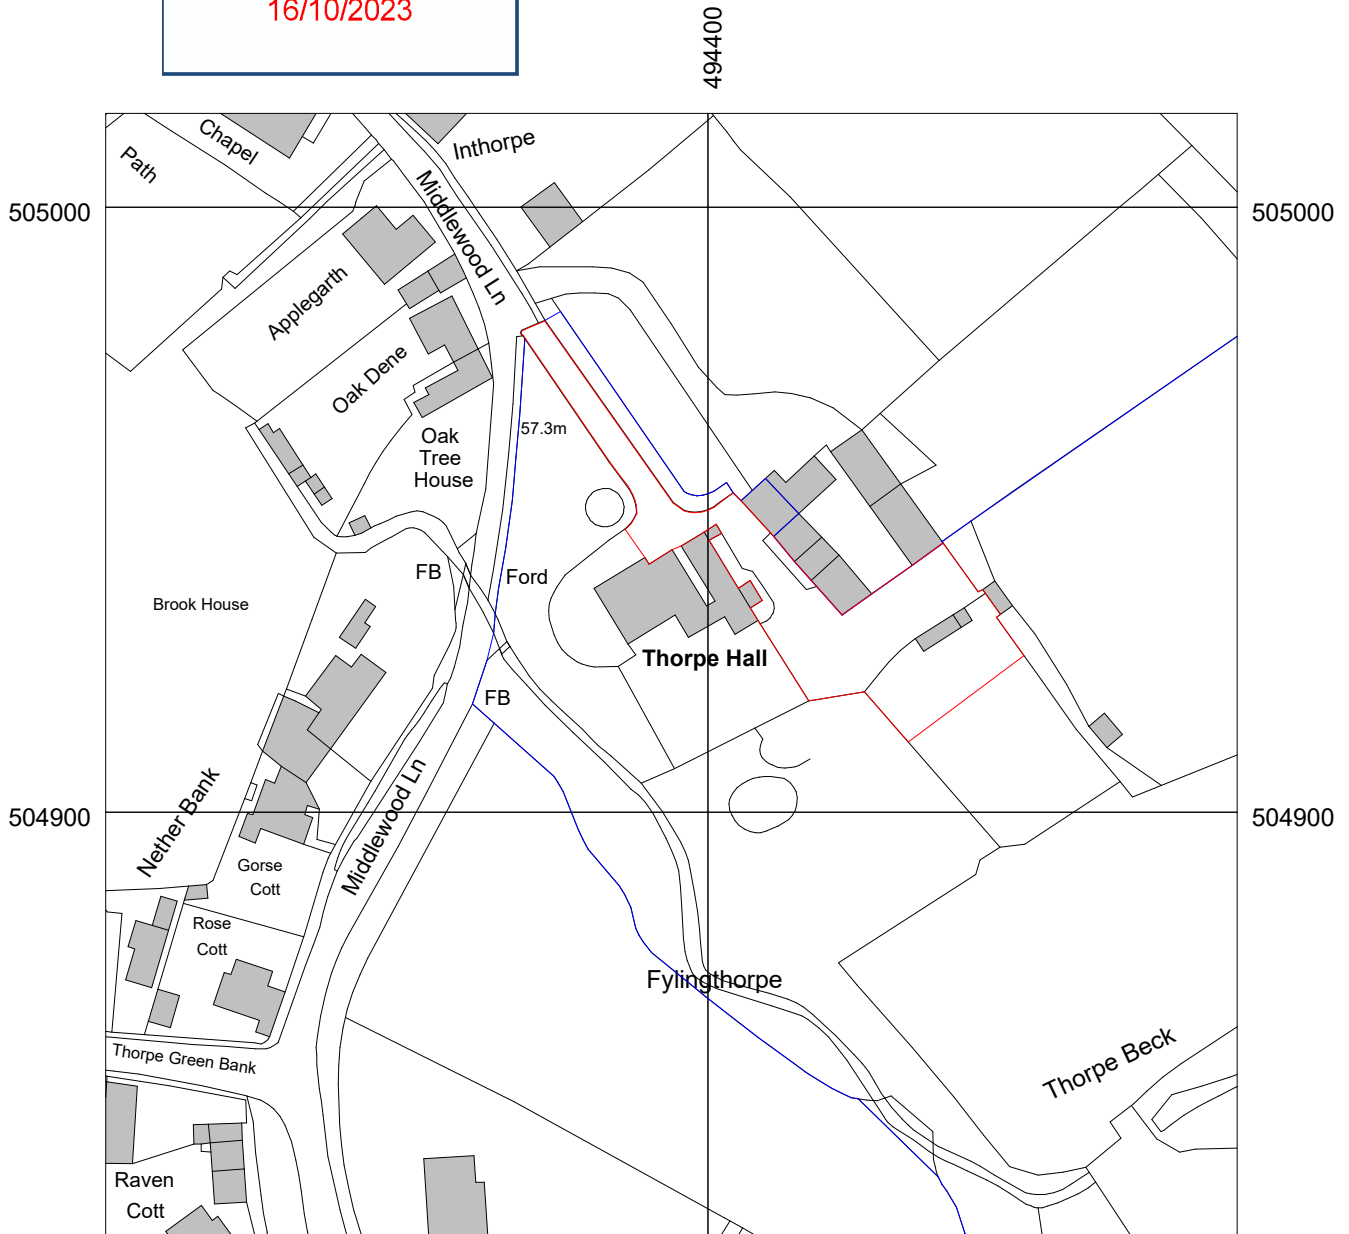 16/10/2023
494400
Chapel
Path
Inthorpe
Middlewood Ln
505000
505000
Applegarth
Oak Dene
57.3m
Oak
Tree
House
FB
Ford
Brook House
Thorpe Hall
FB
Nether Bank
Middlewood Ln
504900
504900
Gorse
Cott
Rose
Cott
Fylingthorpe
Thorpe Beck
Thorpe Green Bank
Raven
Cott